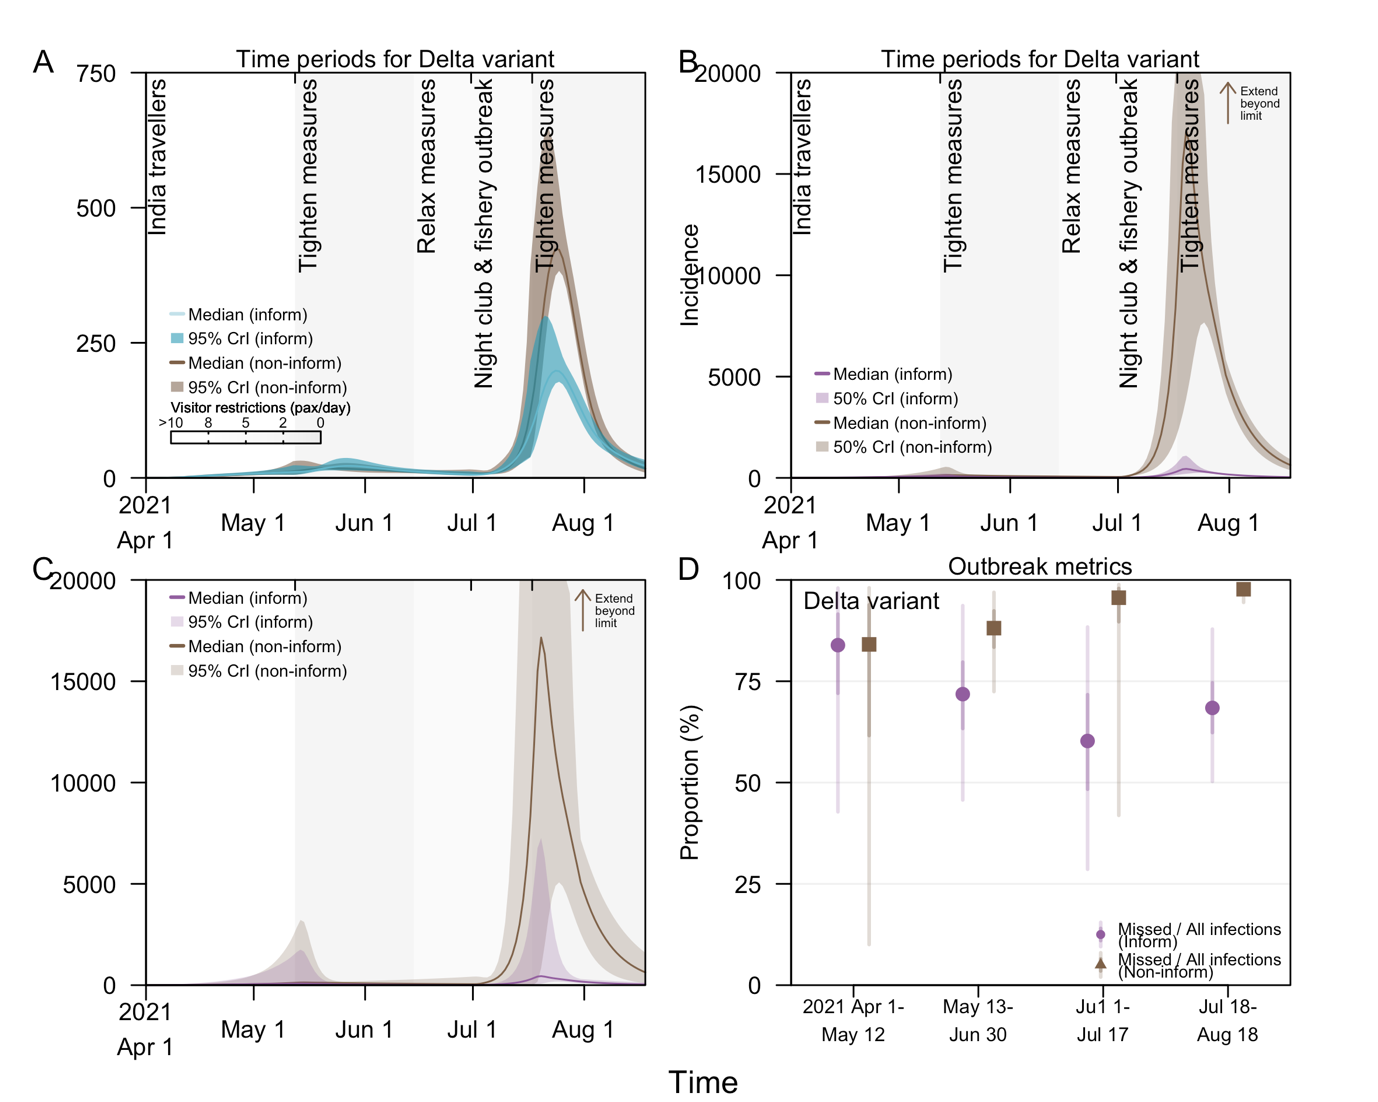 A
Time periods for Delta variant
750
500
250
0
India travellers
Tighten measures
Relax measures
Night club & fishery outbreak
Tighten measures
Median (inform)
95% CrI (inform)
Median (non-inform)
95% CrI (non-inform)
Visitor restrictions (pax/day)
>10 8 5 2 0
2021
Apr 1
May 1
Jun 1
Jul 1
Aug 1
B
Time periods for Delta variant
20000
15000
10000
5000
0
Incidence
India travellers
Tighten measures
Relax measures
Night club & fishery outbreak
Tighten measures
Extend
beyond
limit
Median (inform)
50% CrI (inform)
Median (non-inform)
50% CrI (non-inform)
2021
Apr 1
May 1
Jun 1
Jul 1
Aug 1
C
20000
15000
10000
5000
0
Median (inform)
95% CrI (inform)
Median (non-inform)
95% CrI (non-inform)
Extend
beyond
limit
2021
Apr 1
May 1
Jun 1
Jul 1
Aug 1
D
Outbreak metrics
100
75
50
25
0
Proportion (%)
Delta variant
Missed / All infections
(Inform)
Missed / All infections
(Non-inform)
2021 Apr 1-
May 12
May 13-
Jun 30
Ju1 1-
Jul 17
Jul 18-
Aug 18
Time